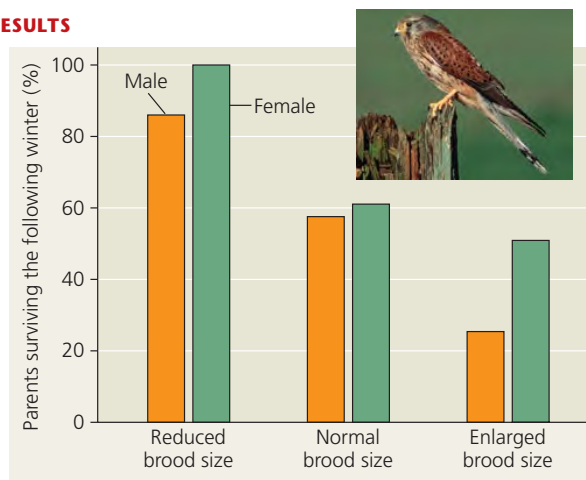 ESULTS
Parents surviving the following winter (%)
100
80
60
40
20
0
Male
Female
Reduced
brood size
Normal
brood size
Enlarged
brood size